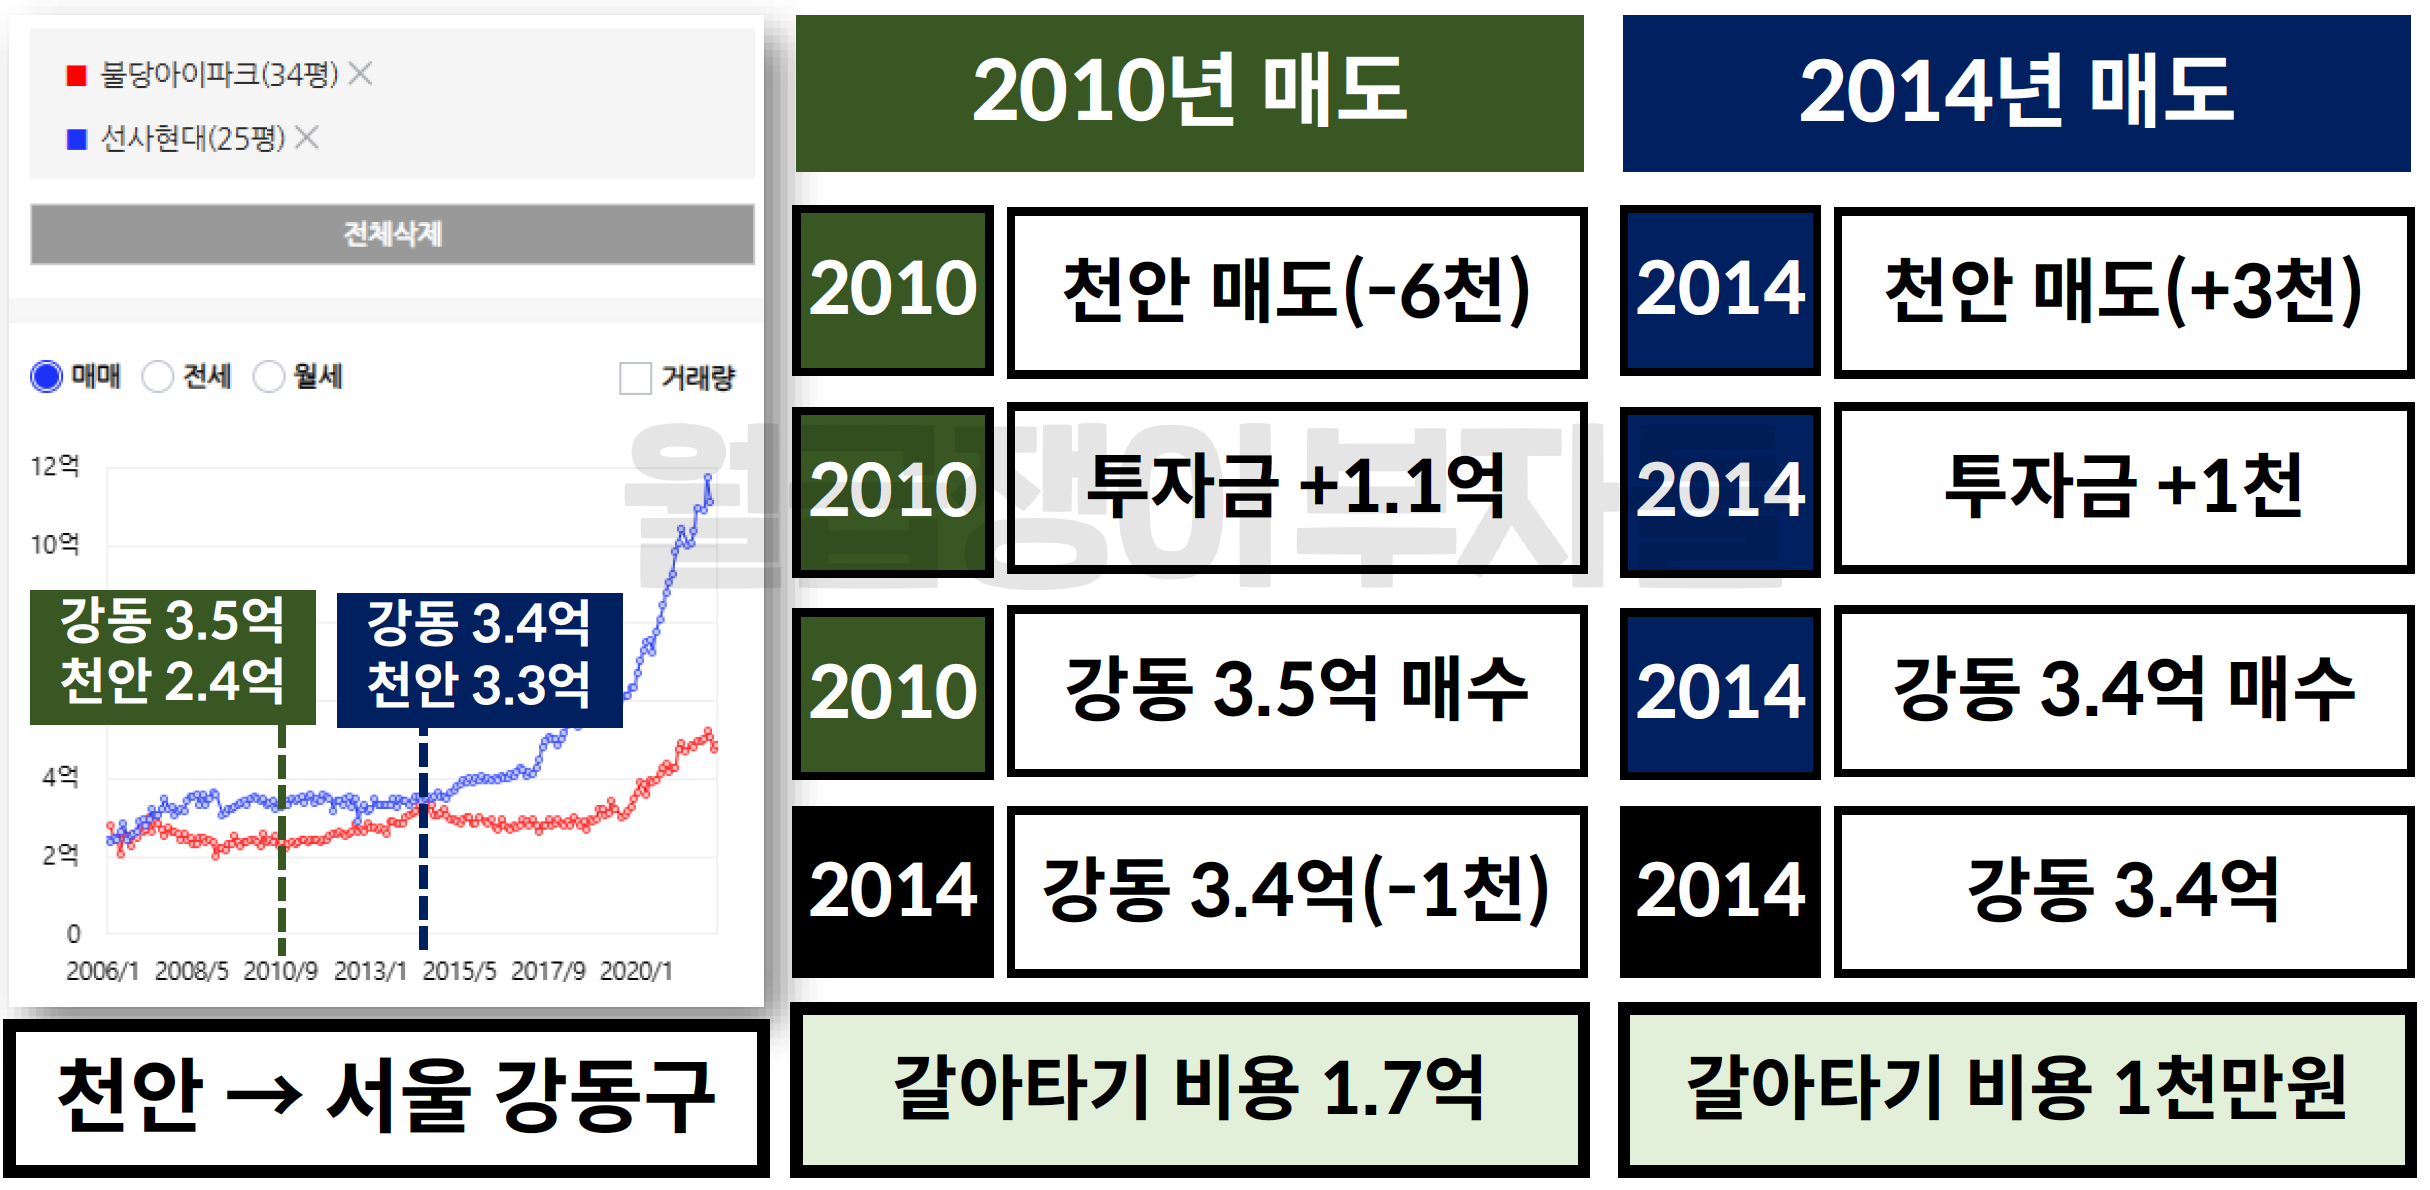 불당아이파크(34평) ×
선사현대(25평) ×
전체삭제
매매 전세 월세 거래량
12억
10억
4억
2억
0
2006/1 2008/5 2010/9 2013/1 2015/5 2017/9 2020/1
강동 3.5억
천안 2.4억
강동 3.4억
천안 3.3억
천안 → 서울 강동구
2010년 매도
2010 천안 매도(-6천)
2010 투자금 +1.1억
2010 강동 3.5억 매수
2014 강동 3.4억(-1천)
갈아타기 비용 1.7억
2014년 매도
2014 천안 매도(+3천)
2014 투자금 +1천
2014 강동 3.4억 매수
2014 강동 3.4억
갈아타기 비용 1천만원
월급쟁이부자들